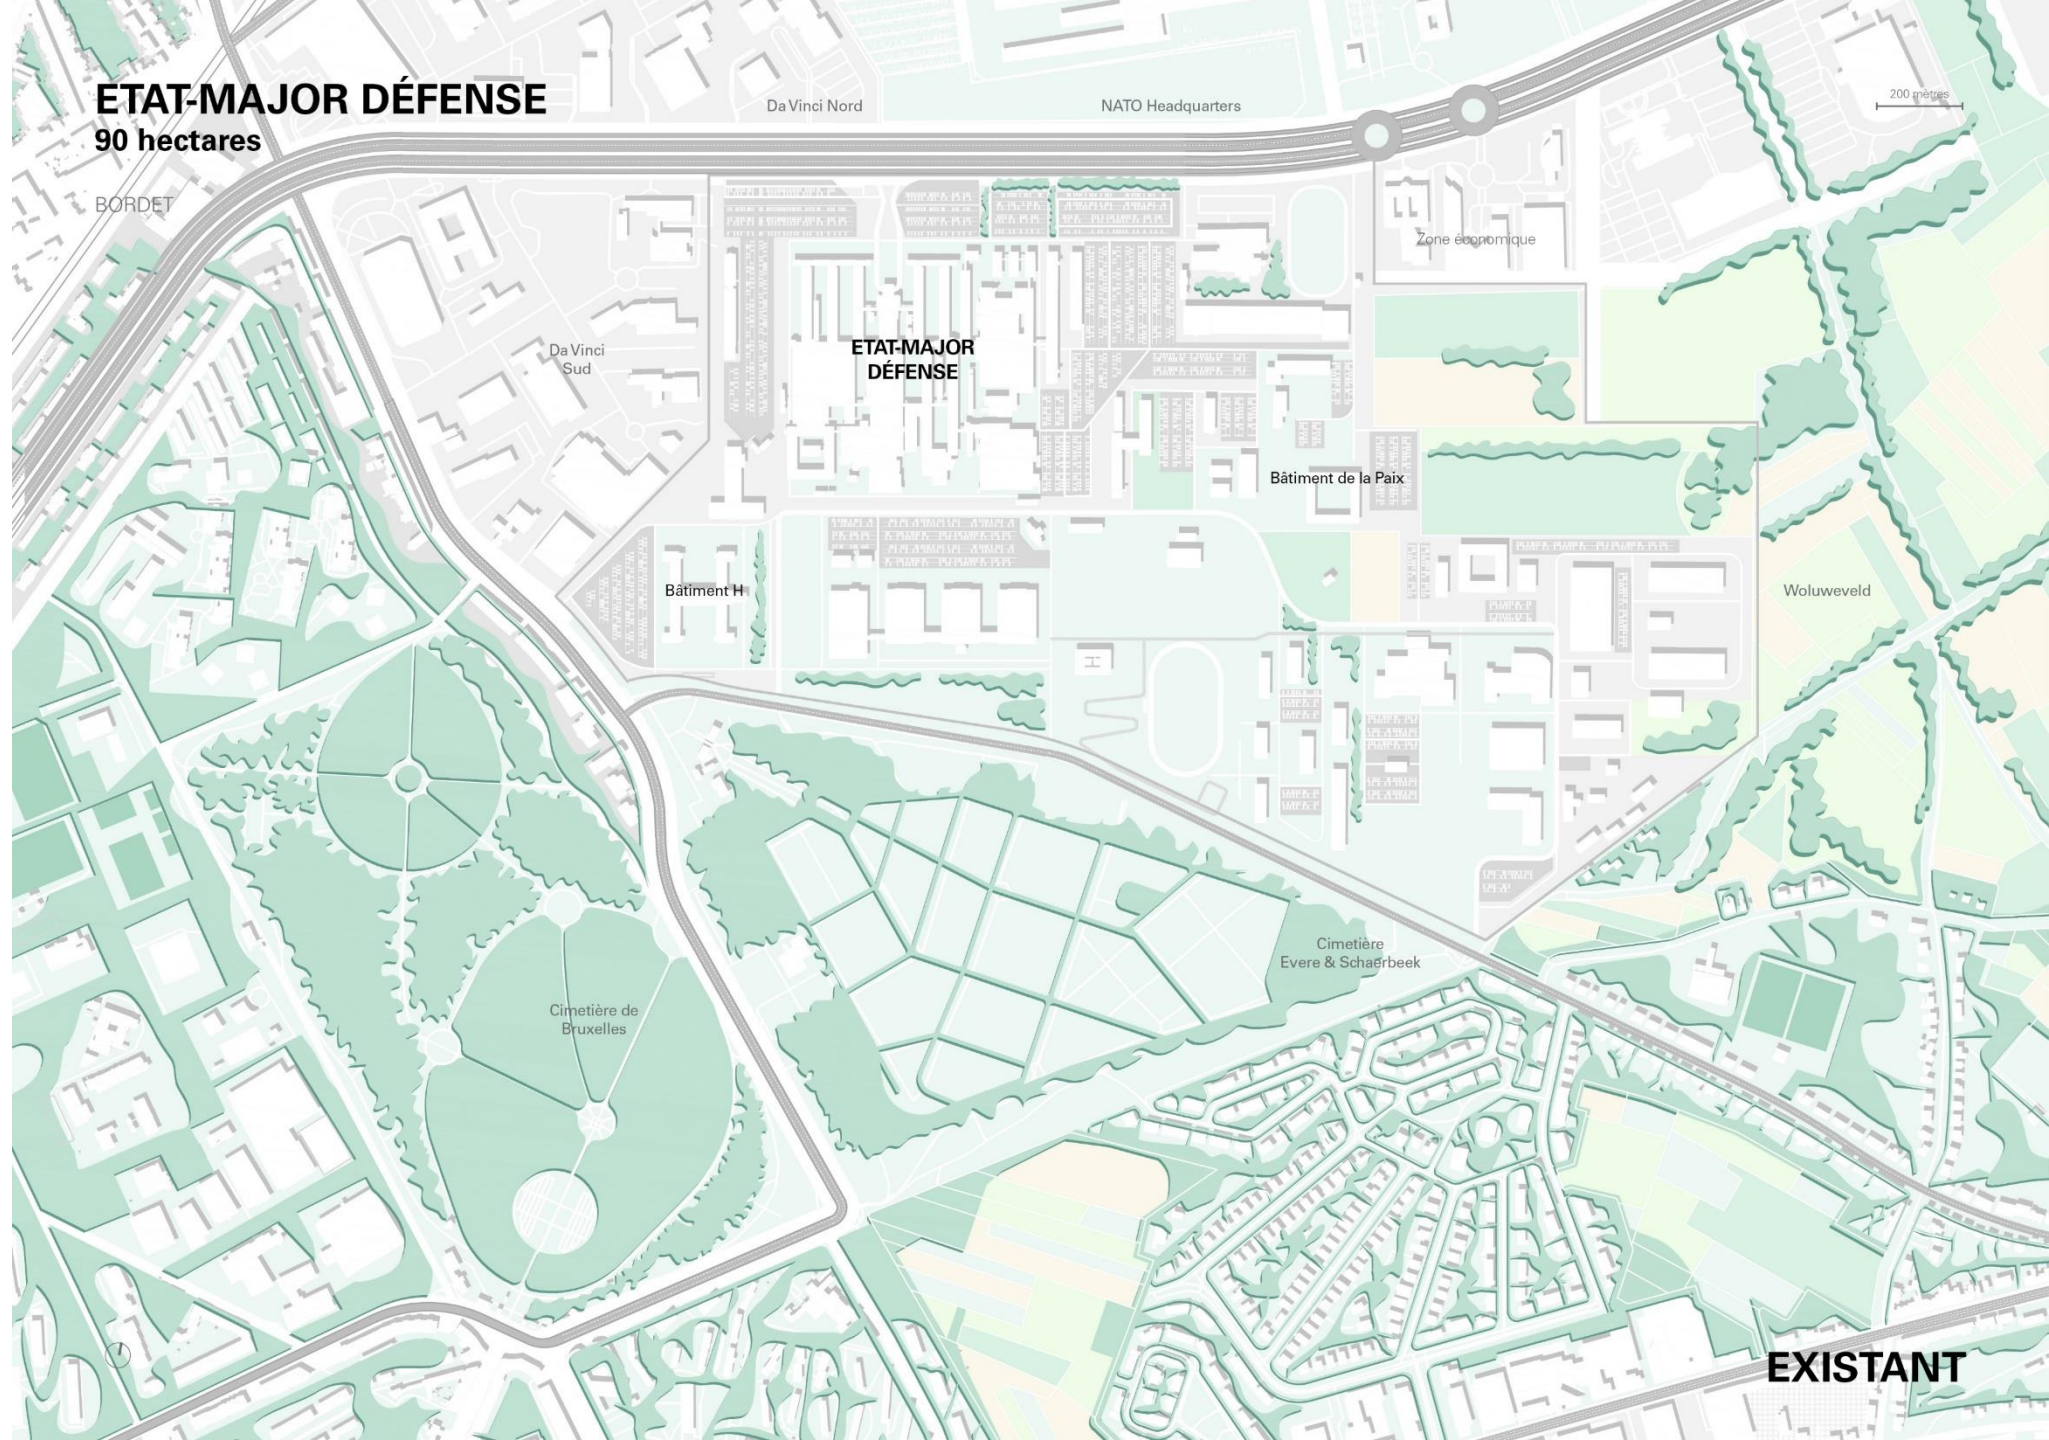 ETAT-MAJOR DÉFENSE
90 hectares
Da Vinci Nord
NATO Headquarters
200 mètres
BORDET
Zone économique
Da Vinci
Sud
ETAT-MAJOR
DÉFENSE
Bâtiment de la Paix
Bâtiment H
Woluweveld
H
Cimetière
Evere & Schaerbeek
Cimetière de
Bruxelles
EXISTANT